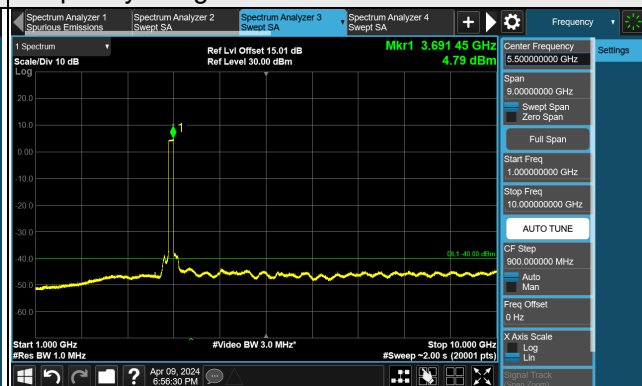 Spectrum Analyzer 1
Spurious Emissions
Spectrum Analyzer 2
Swept SA
Spectrum Analyzer 3
Swept SA
Spectrum Analyzer 4
Swept SA
Frequency
1 Spectrum
Scale/Div 10 dB
Log
Ref Lvl Offset 15.01 dB
Ref Level 30.00 dBm
Mkr1 3.691 45 GHz
4.79 dBm
20.0
10.0
0.00
-10.0
-20.0
-30.0
-40.0
-50.0
-60.0
1
DL1 -40.00 dBm
Start 1.000 GHz
#Res BW 1.0 MHz
#Video BW 3.0 MHz*
Stop 10.000 GHz
#Sweep ~2.00 s (20001 pts)
Center Frequency
5.500000000 GHz
Settings
Span
9.00000000 GHz
Swept Span
Zero Span
Full Span
Start Freq
1.000000000 GHz
Stop Freq
10.000000000 GHz
AUTO TUNE
CF Step
900.000000 MHz
Auto
Man
Freq Offset
0 Hz
X Axis Scale
Log
Lin
Signal Track
(Span Zoom)
?
Apr 09, 2024
6:56:30 PM